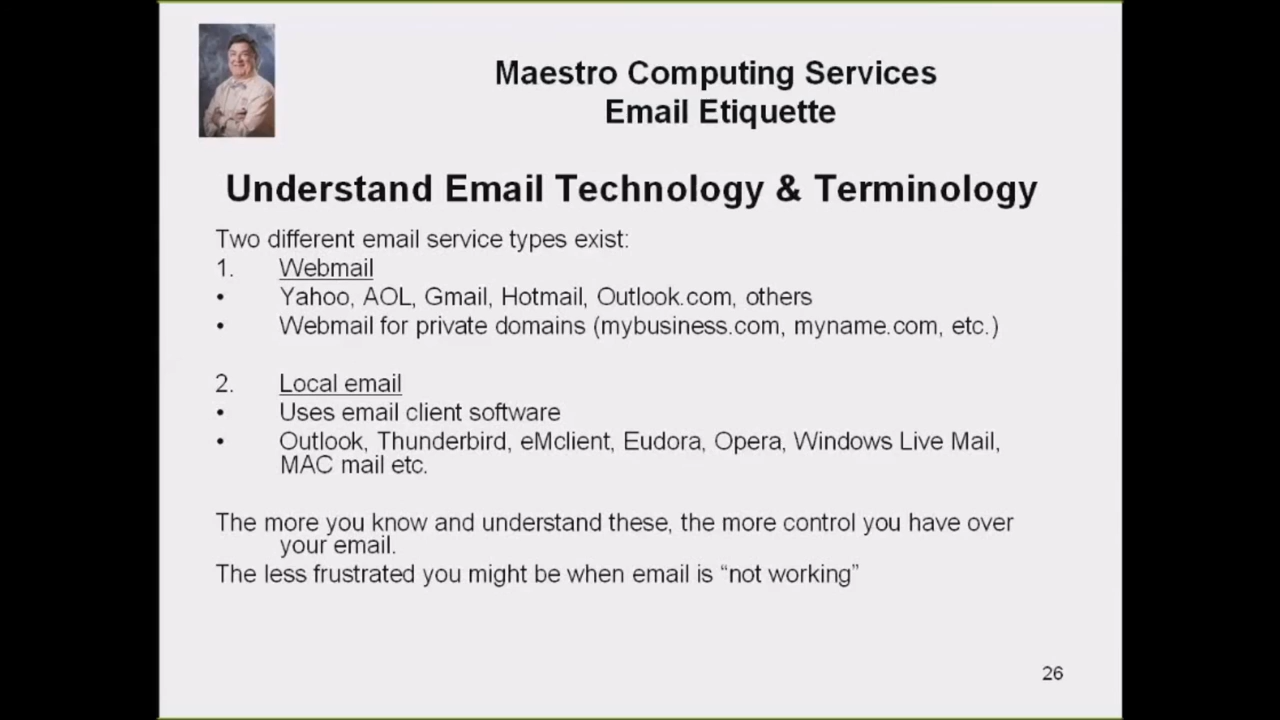 Maestro Computing Services
Email Etiquette
Understand Email Technology & Terminology
Two different email service types exist:
1. Webmail
• Yahoo, AOL, Gmail, Hotmail, Outlook.com, others
• Webmail for private domains (mybusiness.com, myname.com, etc.)
2. Local email
• Uses email client software
• Outlook, Thunderbird, eMclient, Eudora, Opera, Windows Live Mail,
MAC mail etc.
The more you know and understand these, the more control you have over
your email.
The less frustrated you might be when email is “not working”
26